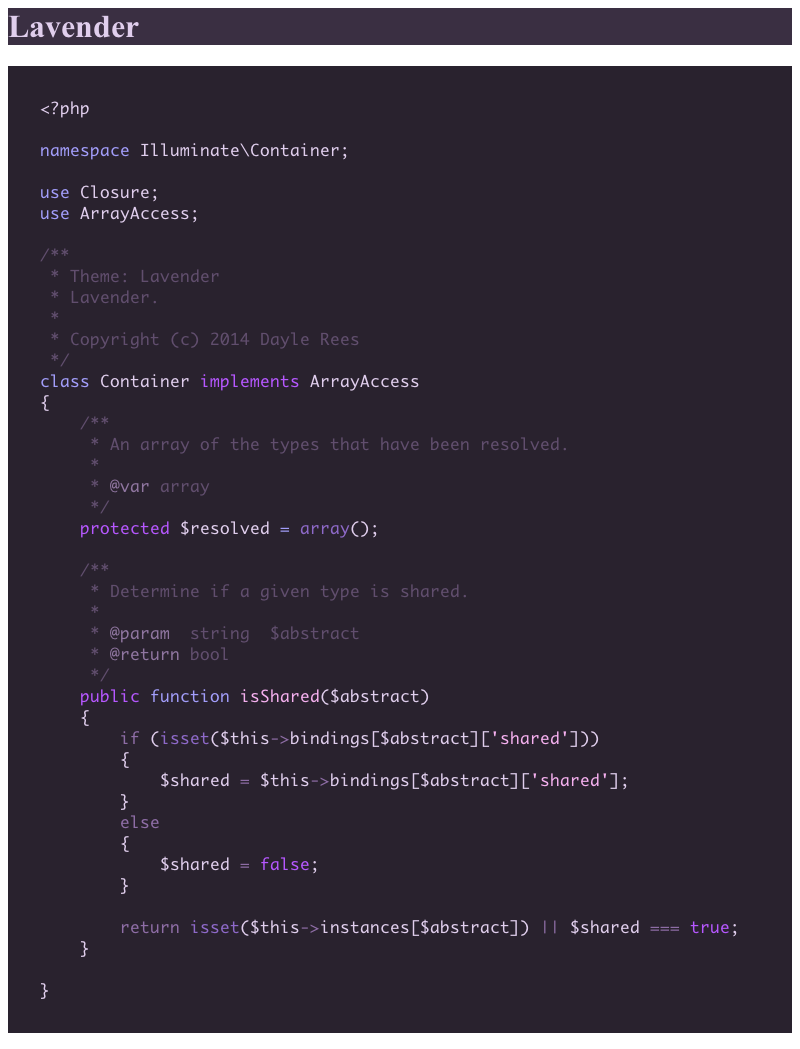 Lavender
<?php
namespace Illuminate\Container;
use Closure;
use ArrayAccess;
/**
 * Theme: Lavender
 * Lavender.
 *
 * Copyright (c) 2014 Dayle Rees
 */
class Container implements ArrayAccess
{
    /**
     * An array of the types that have been resolved.
     *
     * @var array
     */
    protected $resolved = array();
    /**
     * Determine if a given type is shared.
     *
     * @param  string  $abstract
     * @return bool
     */
    public function isShared($abstract)
    {
        if (isset($this->bindings[$abstract]['shared']))
        {
            $shared = $this->bindings[$abstract]['shared'];
        }
        else
        {
            $shared = false;
        }
        return isset($this->instances[$abstract]) || $shared === true;
    }
}